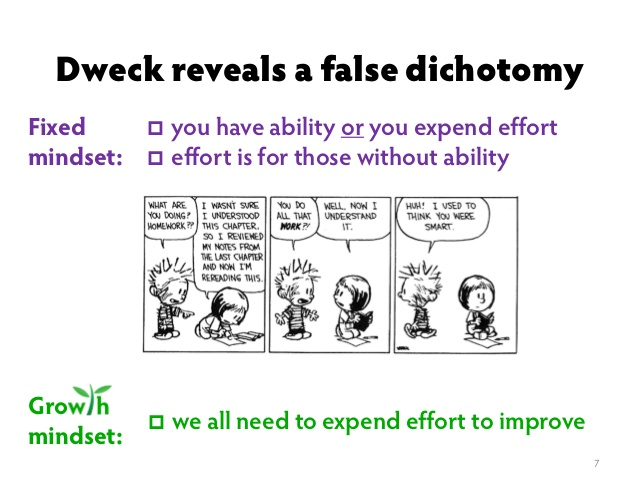 Dweck reveals a false dichotomy
Fixed
mindset:
you have ability or you expend effort
effort is for those without ability
WHAT ARE
YOU DOING?
HOMEWORK??
I WASN'T SURE
I UNDERSTOOD
THIS CHAPTER,
SO I REVIEWED
MY NOTES FROM
THE LAST CHAPTER
AND NOW I'M
REREADING THIS.
YOU DO
ALL THAT
WORK?!
WELL, NOW I
UNDERSTAND
IT.
HUH! I USED TO
THINK YOU WERE
SMART.
Growth
mindset:
we all need to expend effort to improve
7